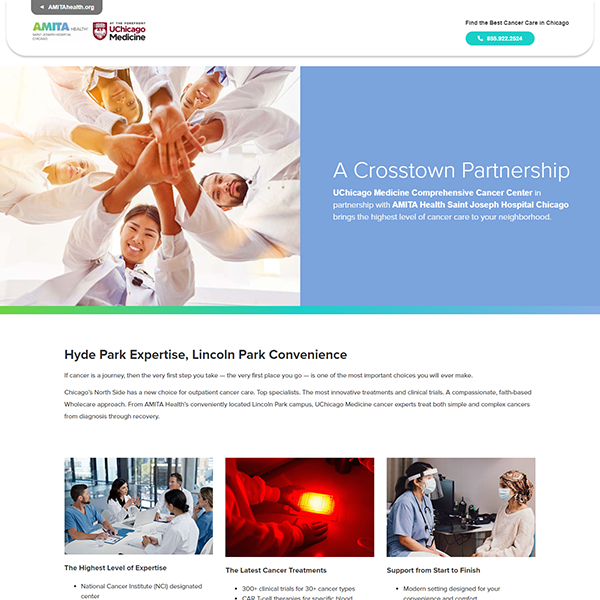 ◄ AMITAhealth.org
AMITA HEALTH
SAINT JOSEPH HOSPITAL
CHICAGO
AT THE FOREFRONT
UChicago
Medicine
Find the Best Cancer Care in Chicago
855.922.2524
A Crosstown Partnership
UChicago Medicine Comprehensive Cancer Center in
partnership with AMITA Health Saint Joseph Hospital Chicago
brings the highest level of cancer care to your neighborhood.
Hyde Park Expertise, Lincoln Park Convenience
If cancer is a journey, then the very first step you take — the very first place you go — is one of the most important choices you will ever make.
Chicago's North Side has a new choice for outpatient cancer care. Top specialists. The most innovative treatments and clinical trials. A compassionate, faith-based
Wholecare approach. From AMITA Health's conveniently located Lincoln Park campus, UChicago Medicine cancer experts treat both simple and complex cancers
from diagnosis through recovery.
The Highest Level of Expertise
• National Cancer Institute (NCI) designated
center
The Latest Cancer Treatments
• 300+ clinical trials for 30+ cancer types
• CAR T-cell therapies for specific blood
Support from Start to Finish
• Modern setting designed for your
convenience and comfort